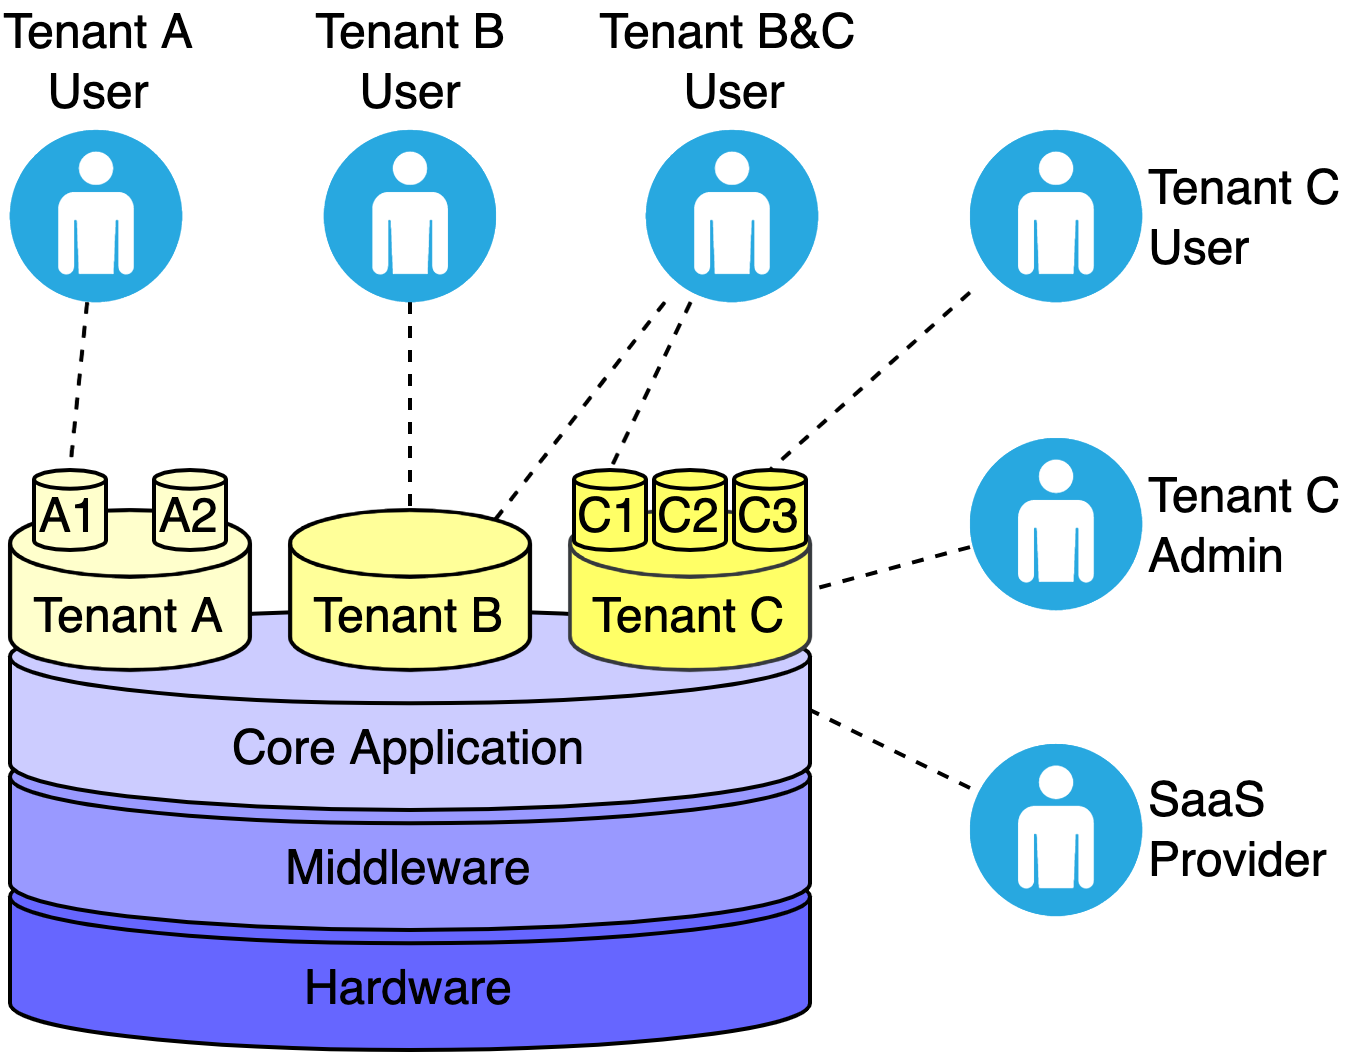 Tenant A
User
Tenant B
User
Tenant B&C
User
Tenant C
User
A1
A2
C1
C2
C3
Tenant C
Admin
Tenant A
Tenant B
Tenant C
Core Application
SaaS
Provider
Middleware
Hardware